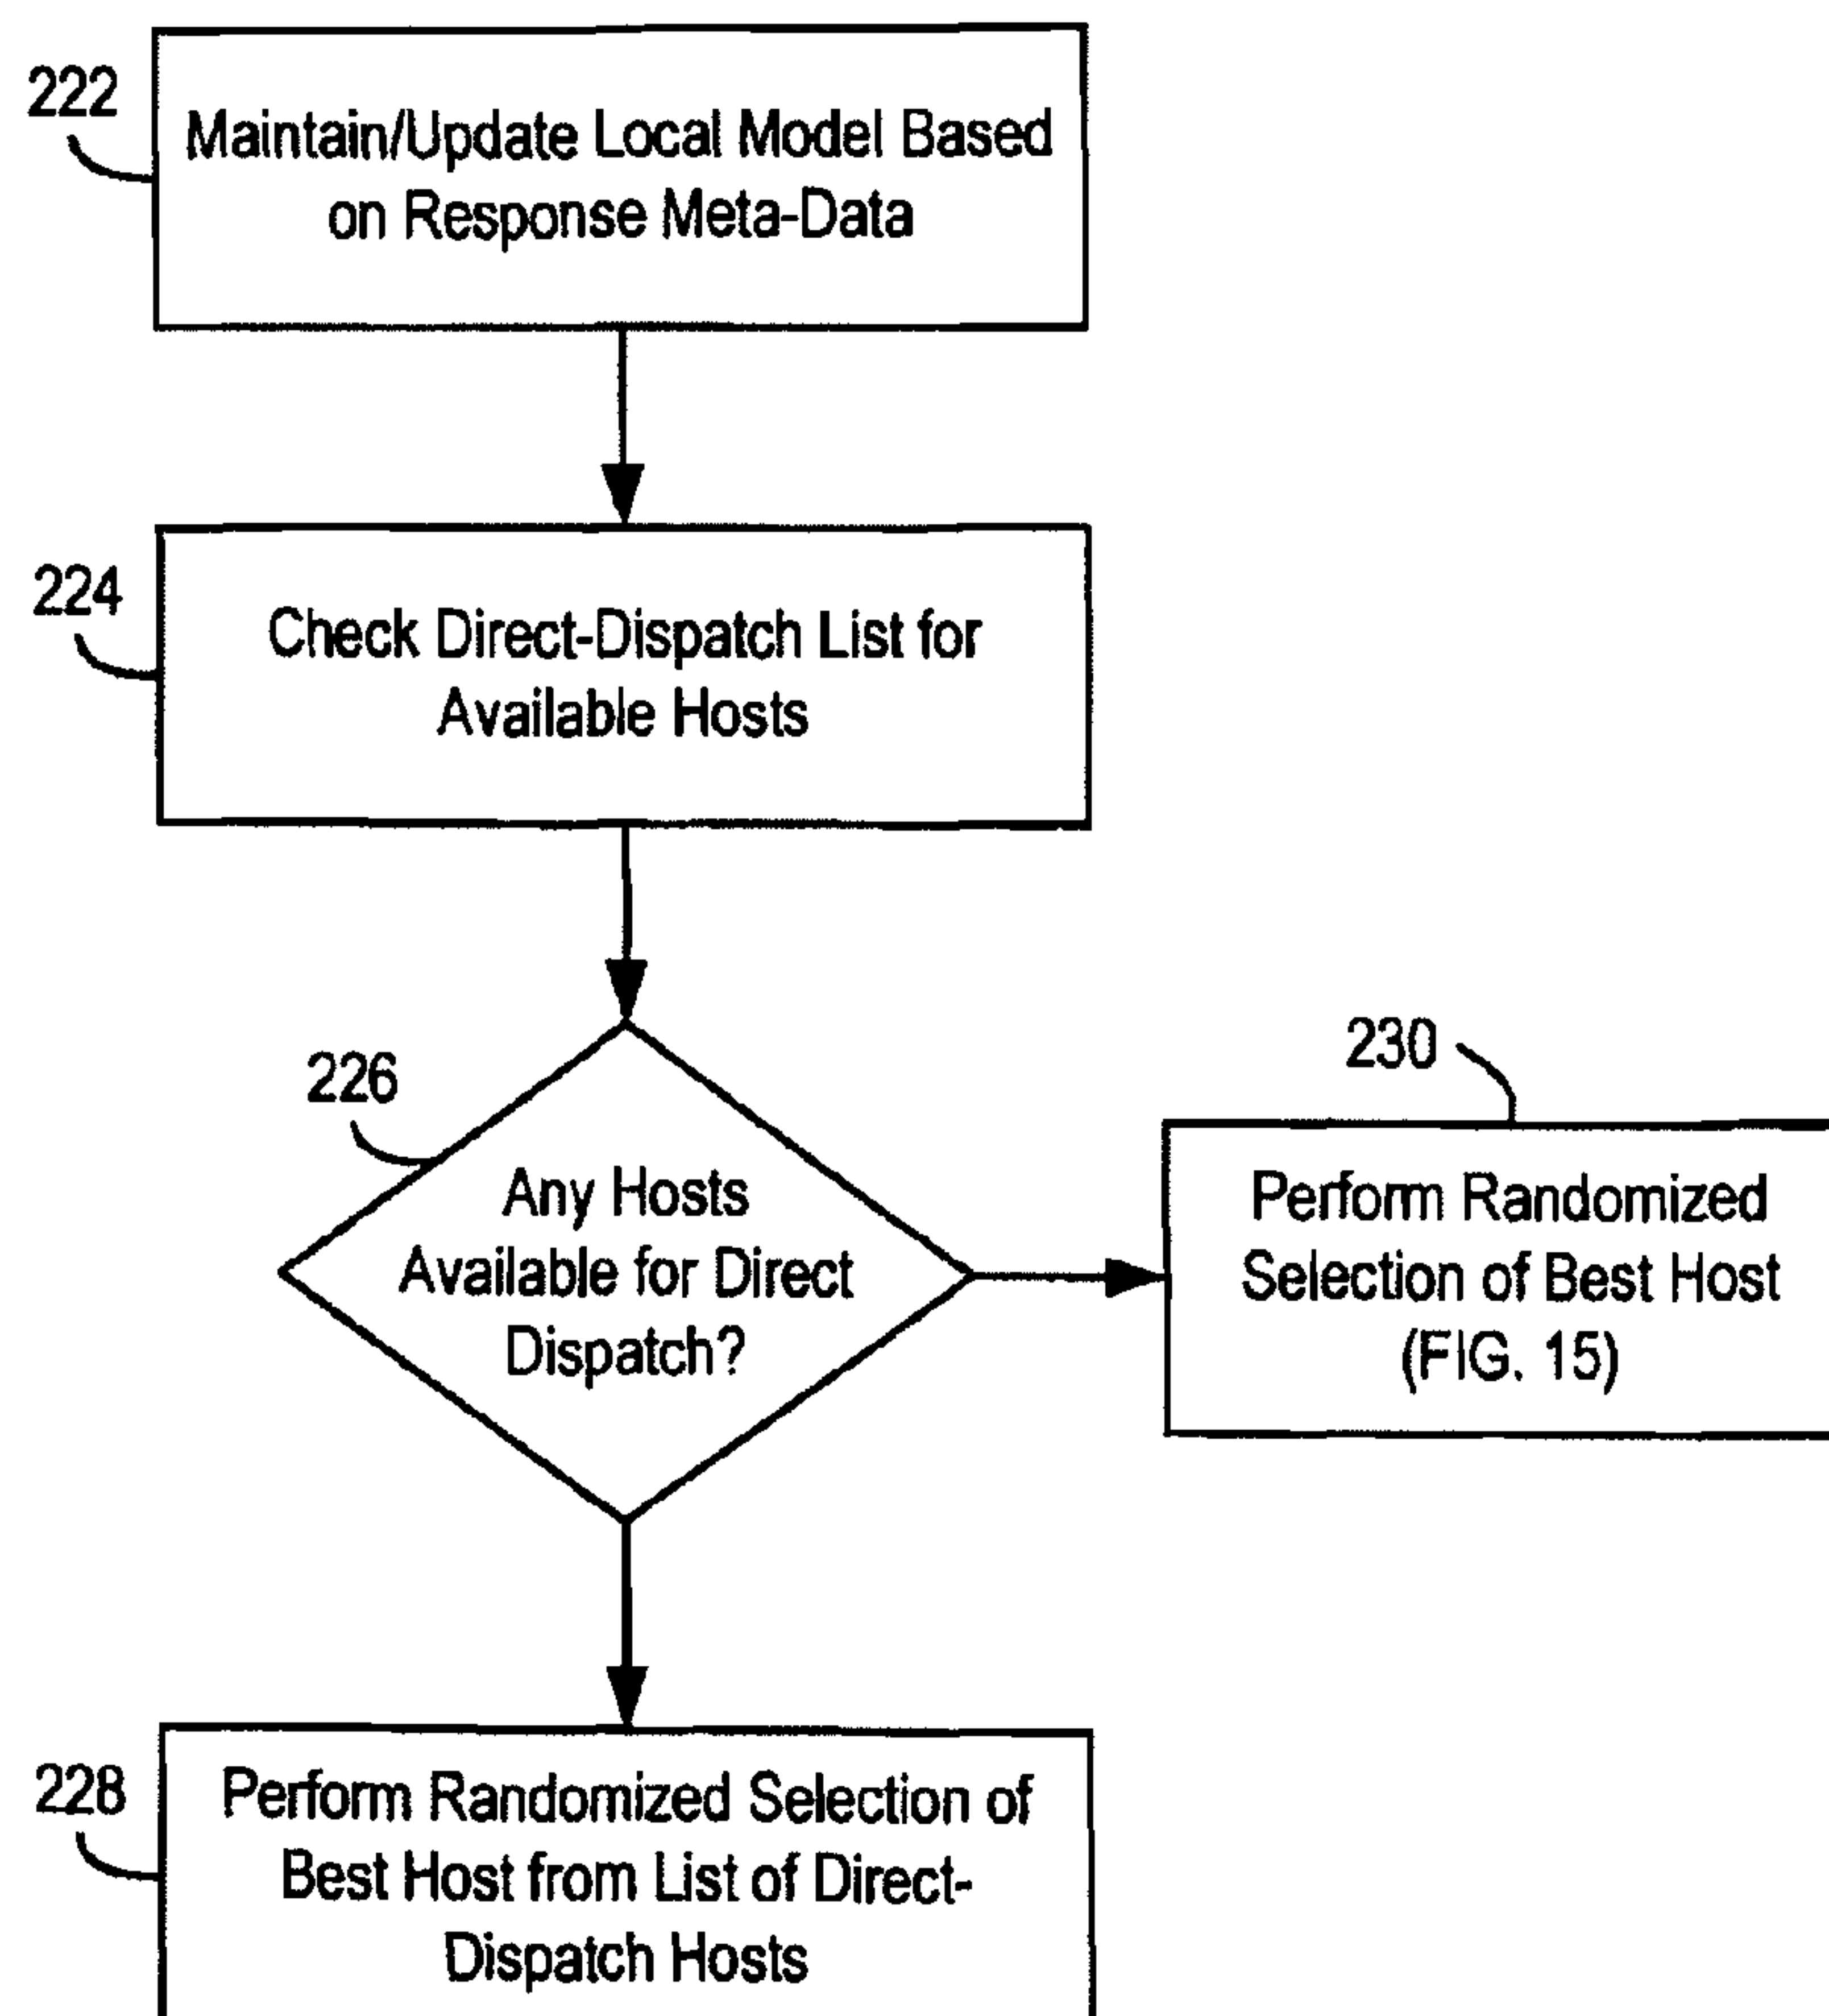 222
Maintain/Update Local Model Based
on Response Meta-Data
224
Check Direct-Dispatch List for
Available Hosts
226
Any Hosts
Available for Direct
Dispatch?
230
Perform Randomized
Selection of Best Host
(FIG. 15)
228
Perform Randomized Selection of
Best Host from List of Direct-
Dispatch Hosts